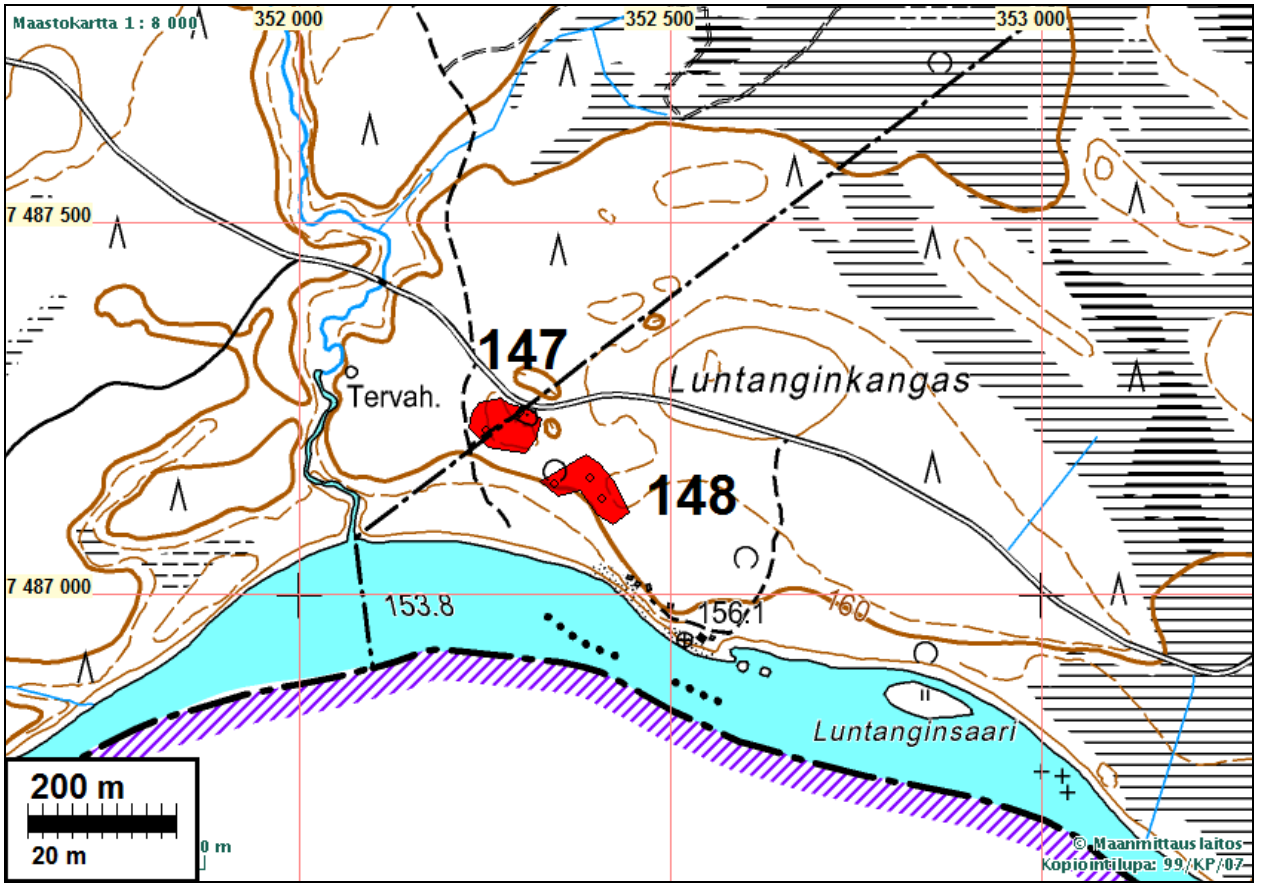 Maastokartta 1 : 8 000
352 000
352 500
353 000
7 487 500
147
Luntanginkangas
Tervah.
148
7 487 000
153.8
156.1
160
Luntanginsaari
200 m
20 m
0 m
© Maanmittauslaitos
Kopiointilupa: 99/KP/07